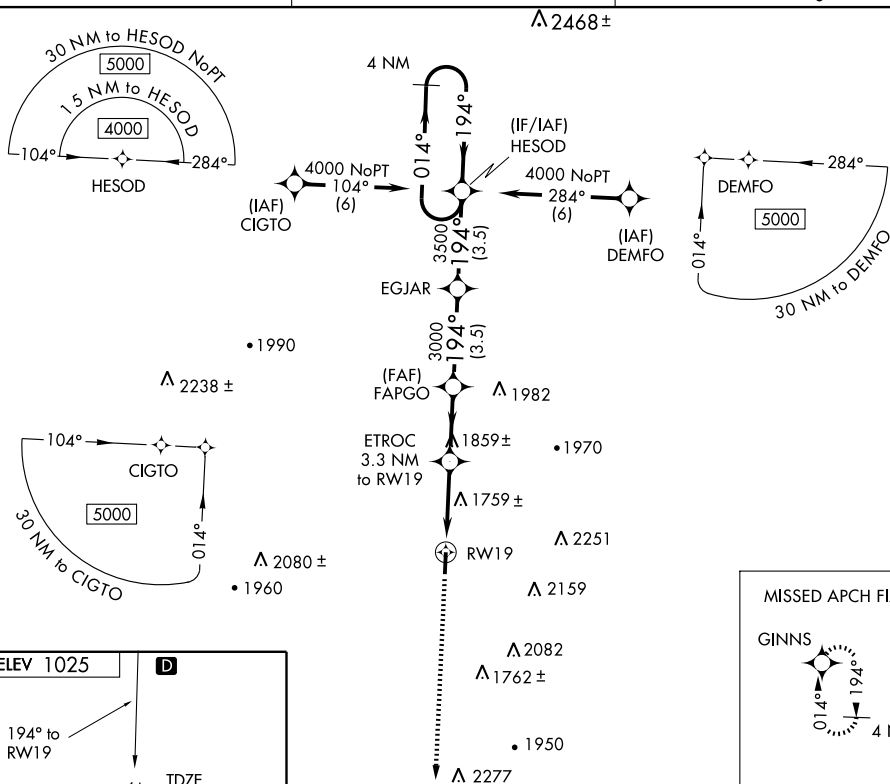 2468±
30 NM to HESOD NoPT
5000
15 NM to HESOD
4000
104°
284°
HESOD
4 NM
014°
194°
(IF/IAF)
HESOD
4000 NoPT
104°
(6)
(IAF)
CIGTO
4000 NoPT
284°
(6)
(IAF)
DEMFO
284°
DEMFO
5000
014°
30 NM to DEMFO
3500
194°
(3.5)
EGJAR
3000
194°
(3.5)
1990
2238 ±
(FAF)
FAPGO
1982
ETROC
3.3 NM
to RW19
1859±
1970
1759 ±
104°
CIGTO
5000
014°
30 NM to CIGTO
2251
RW19
2080 ±
1960
2159
2082
1762 ±
1950
2277
MISSED APCH
GINNS
014°
194°
4
ELEV 1025
D
194° to
RW19
TDZE